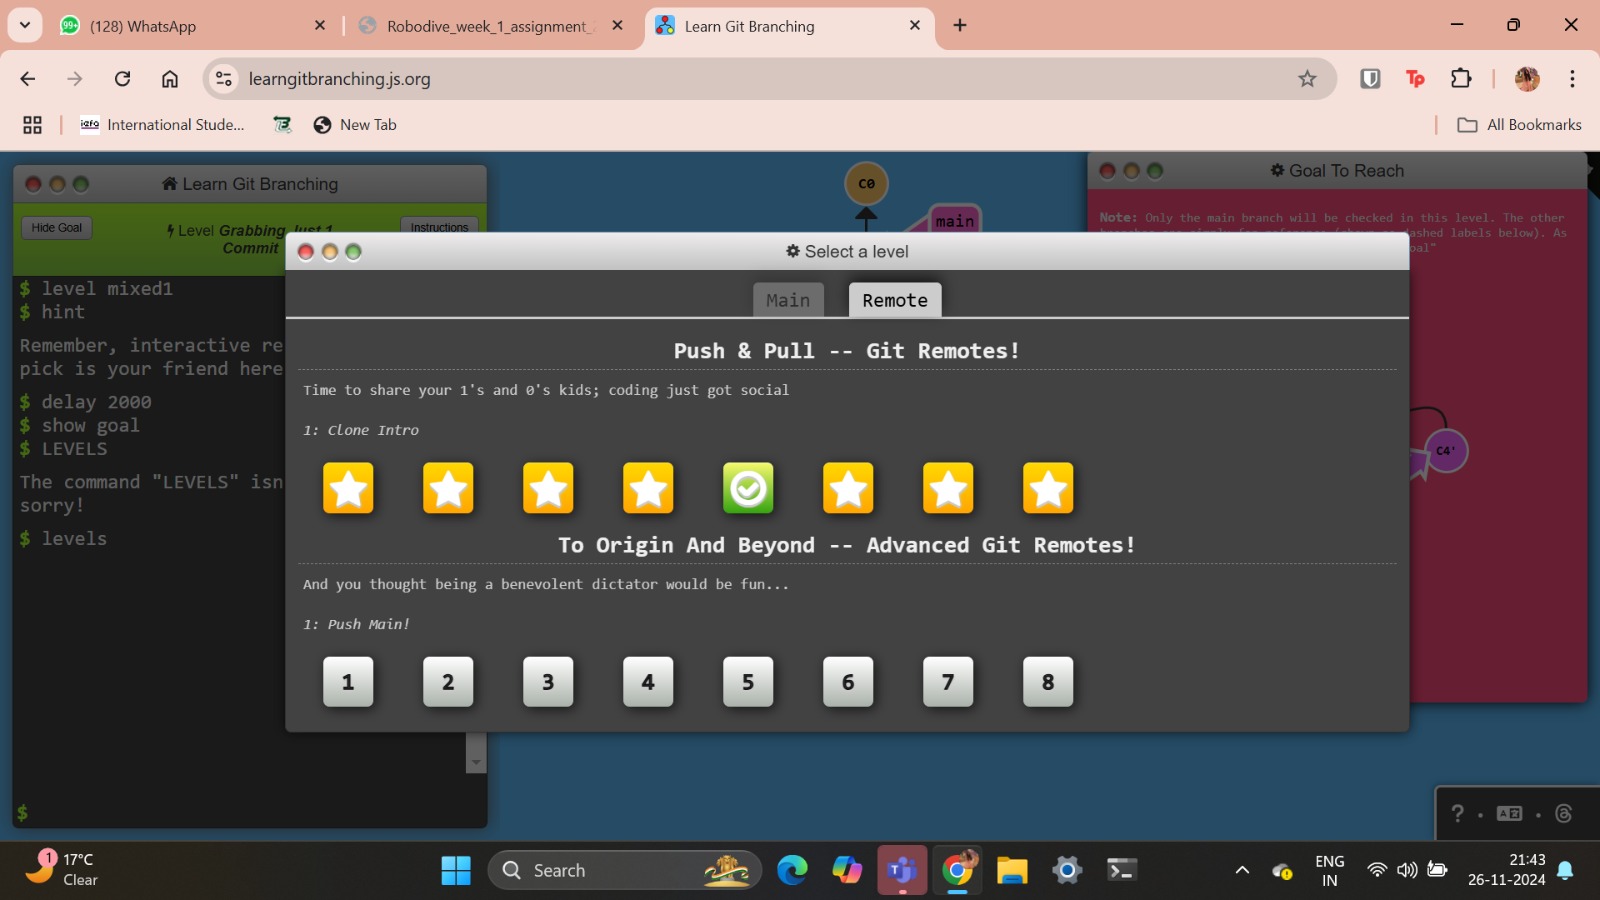 99+
(128) WhatsApp
Robodive_week_1_assignment_
Learn Git Branching
learngitbranching.js.org
Tp
iefa
International Stude...
New Tab
All Bookmarks
Learn Git Branching
Hide Goal
Level Grabbing Just 1
Commit
Instructions
$ level mixed1
$ hint
Remember, interactive re
pick is your friend here
$ delay 2000
$ show goal
$ LEVELS
The command "LEVELS" isn
sorry!
$ levels
$
C0
main
Goal To Reach
Note: Only the main branch will be checked in this level. The other
ashed labels below). As
oal"
C4'
Select a level
Main
Remote
Push & Pull -- Git Remotes!
Time to share your 1's and 0's kids; coding just got social
1: Clone Intro
To Origin And Beyond -- Advanced Git Remotes!
And you thought being a benevolent dictator would be fun...
1: Push Main!
1 2 3 4 5 6 7 8
?
1
17°C
Clear
Search
ENG
IN
21:43
26-11-2024